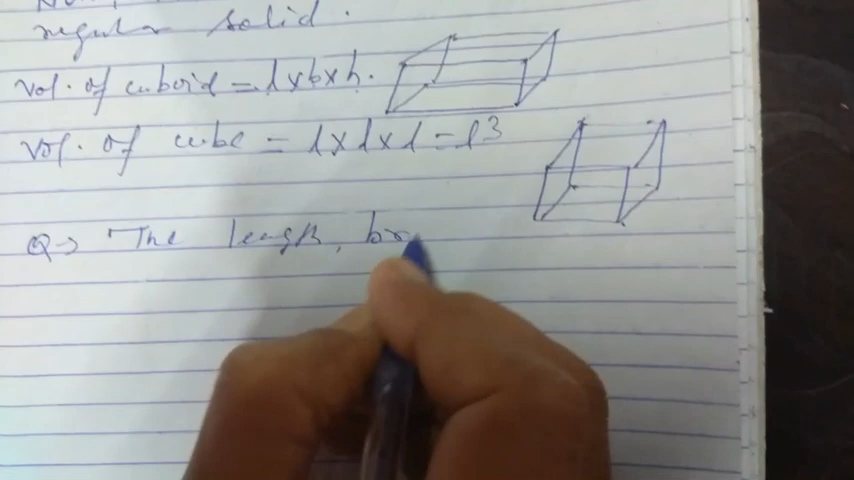 regular solid.
Vol. of cuboid = l x b x h.
Vol. of cube = l x l x l = l3
Q→ The length, br